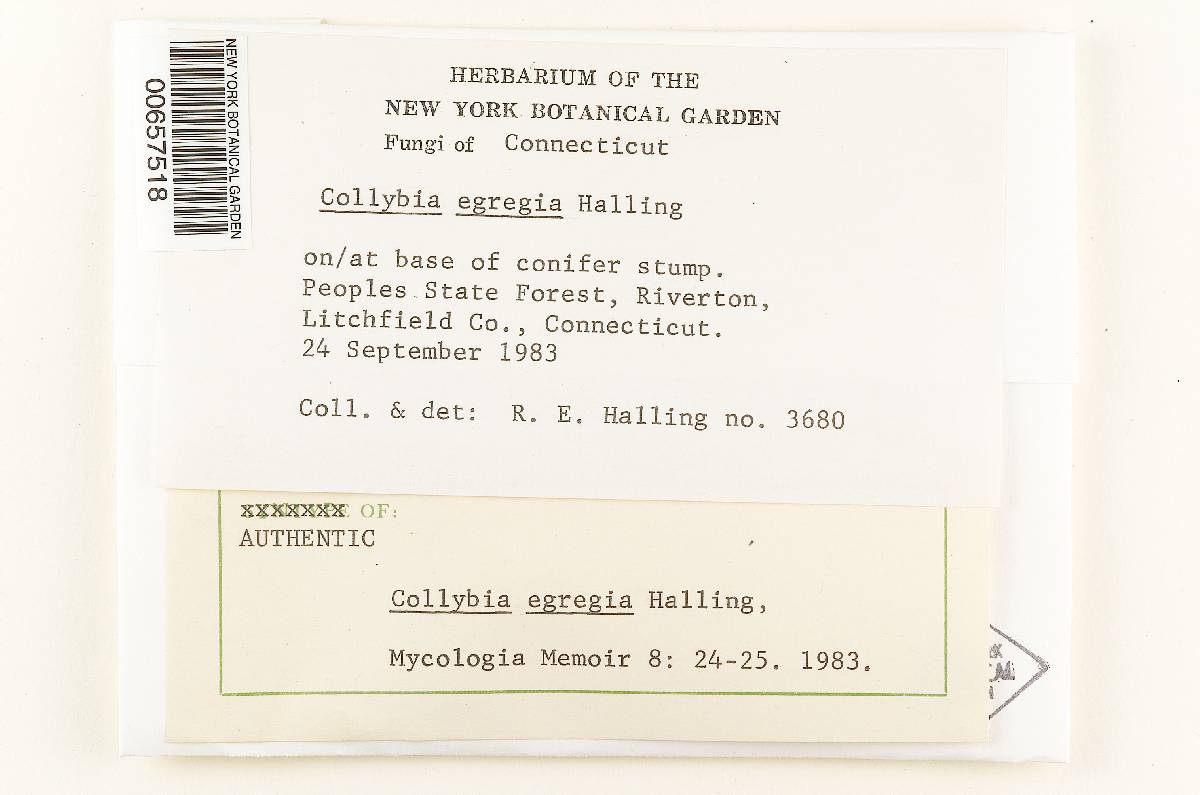 NEW YORK BOTANICAL GARDEN
00657518
HERBARIUM OF THE
NEW YORK BOTANICAL GARDEN
Fungi of Connecticut
Collybia egregia Halling
on/at base of conifer stump.
Peoples State Forest, Riverton,
Litchfield Co., Connecticut.
24 September 1983
Coll. & det: R. E. Halling no. 3680
OF:
AUTHENTIC
Collybia egregia Halling,
Mycologia Memoir 8: 24-25. 1983.